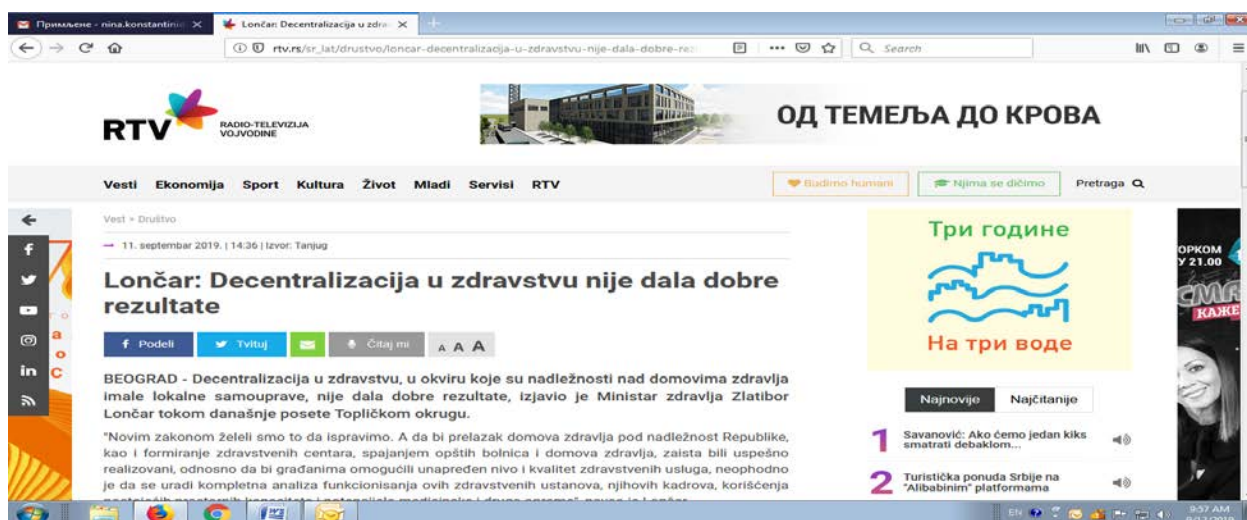 Примљене - nina.konstantini
Lončar: Decentralizacija u zdra
rtv.rs/sr_lat/drustvo/loncar-decentralizacija-u-zdravstvu-nije-dala-dobre-rez
Search
RTV
RADIO-TELEVIZIJA
VOJVODINE
ОД ТЕМЕЉА ДО КРОВА
Vesti Ekonomija Sport Kultura Život Mladi Servisi RTV
Budimo humani
Njima se dičimo
Pretraga
Vest > Društvo
11. septembar 2019. | 14:36 | Izvor: Tanjug
Lončar: Decentralizacija u zdravstvu nije dala dobre
rezultate
Podeli
Tvituj
Čitaj mi
A A A
BEOGRAD - Decentralizacija u zdravstvu, u okviru koje su nadležnosti nad domovima zdravlja
imale lokalne samouprave, nije dala dobre rezultate, izjavio je Ministar zdravlja Zlatibor
Lončar tokom današnje posete Topličkom okrugu.
"Novim zakonom želeli smo to da ispravimo. A da bi prelazak domova zdravlja pod nadležnost Republike,
kao i formiranje zdravstvenih centara, spajanjem opštih bolnica i domova zdravlja, zaista bili uspešno
realizovani, odnosno da bi građanima omogućili unapređen nivo i kvalitet zdravstvenih usluga, neophodno
je da se uradi kompletna analiza funkcionisanja ovih zdravstvenih ustanova, njihovih kadrova, korišćenja
Три године
На три воде
Najnovije
Najčitanije
1
Savanović: Ako ćemo jedan kiks
smatrati debaklom...
2
Turistička ponuda Srbije na
"Alibabinim" platformama
ОРКОМ
У 21.00
КАЖЕ
EN
9:57 AM